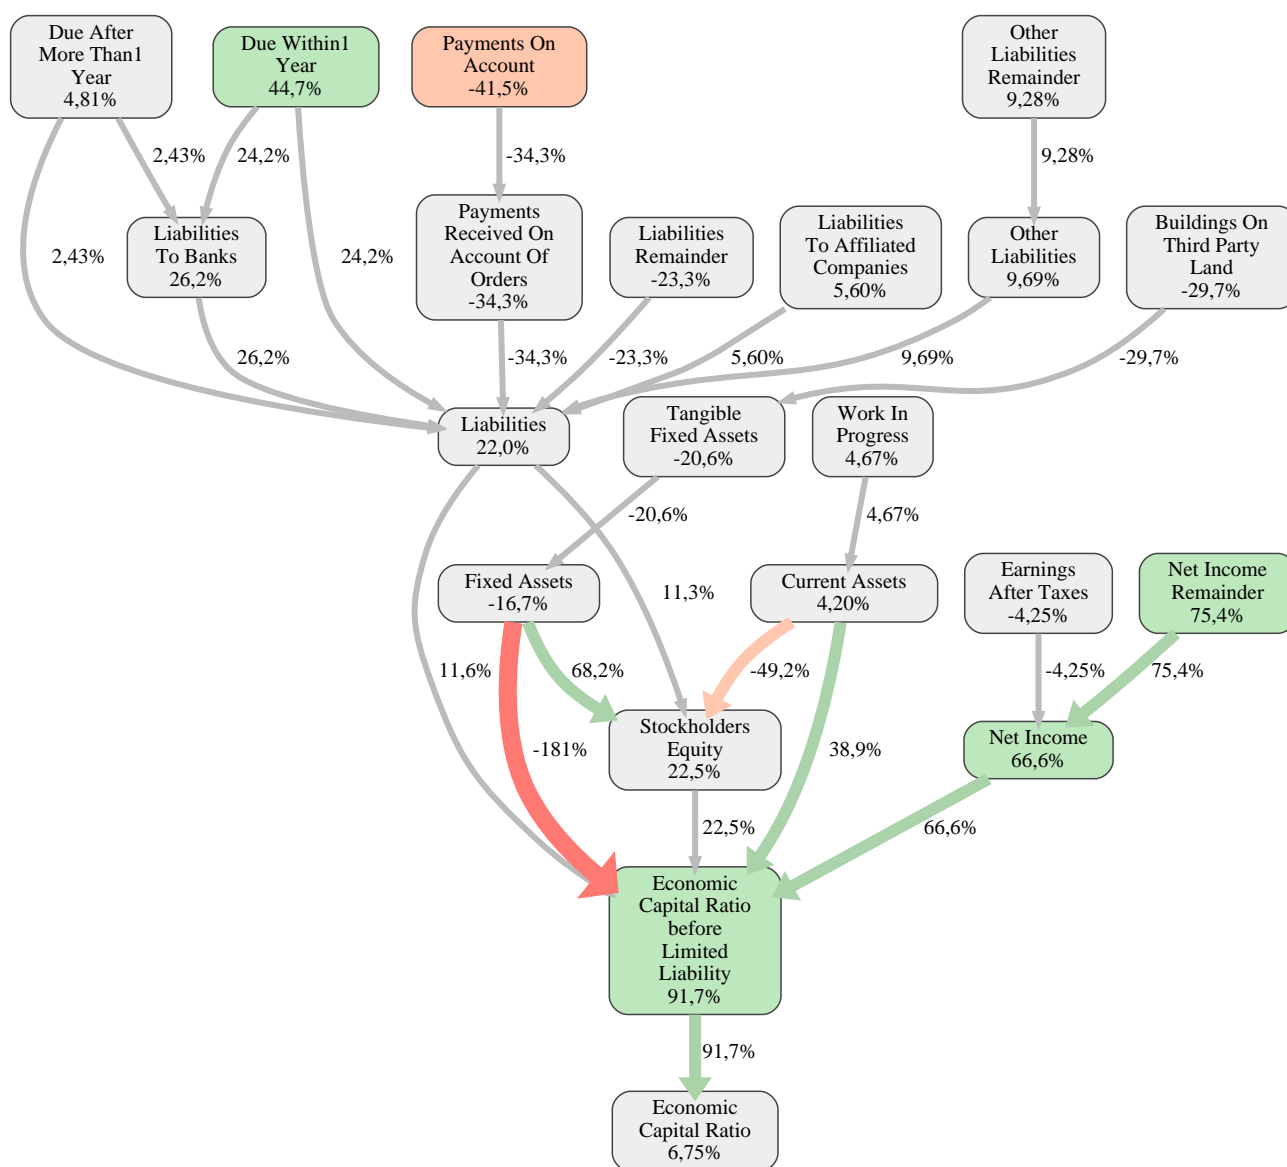 Due After
More Than1
Year
4,81%
Due Within1
Year
44,7%
Payments On
Account
-41,5%
Other
Liabilities
Remainder
9,28%
2,43%
24,2%
-34,3%
9,28%
Liabilities
To Banks
26,2%
Payments
Received On
Account Of
Orders
-34,3%
Liabilities
Remainder
-23,3%
Liabilities
To Affiliated
Companies
5,60%
Other
Liabilities
9,69%
Buildings On
Third Party
Land
-29,7%
2,43%
24,2%
26,2%
-34,3%
-23,3%
5,60%
9,69%
-29,7%
Liabilities
22,0%
Tangible
Fixed Assets
-20,6%
Work In
Progress
4,67%
-20,6%
4,67%
Fixed Assets
-16,7%
11,3%
Current Assets
4,20%
Earnings
After Taxes
-4,25%
Net Income
Remainder
75,4%
11,6%
68,2%
-49,2%
-4,25%
75,4%
-181%
Stockholders
Equity
22,5%
38,9%
Net Income
66,6%
22,5%
66,6%
Economic
Capital Ratio
before
Limited
Liability
91,7%
91,7%
Economic
Capital Ratio
6,75%